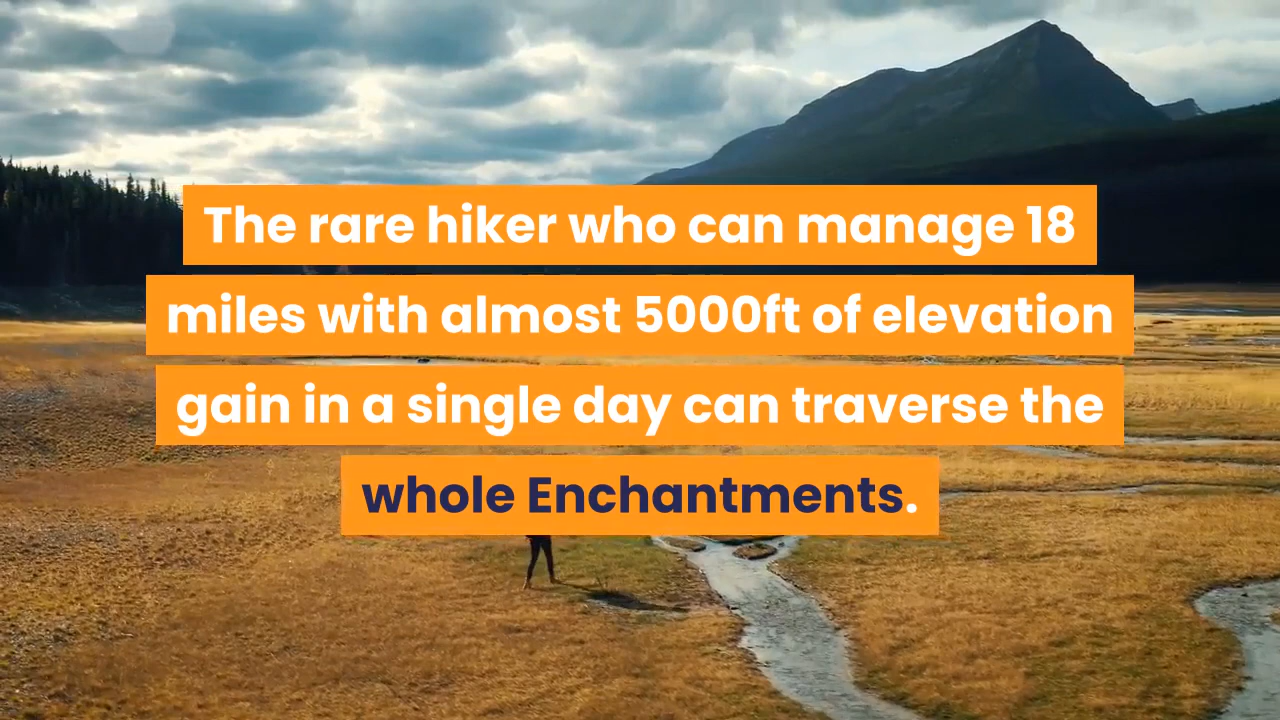 The rare hiker who can manage 18
miles with almost 5000ft of elevation
gain in a single day can traverse the
whole Enchantments.